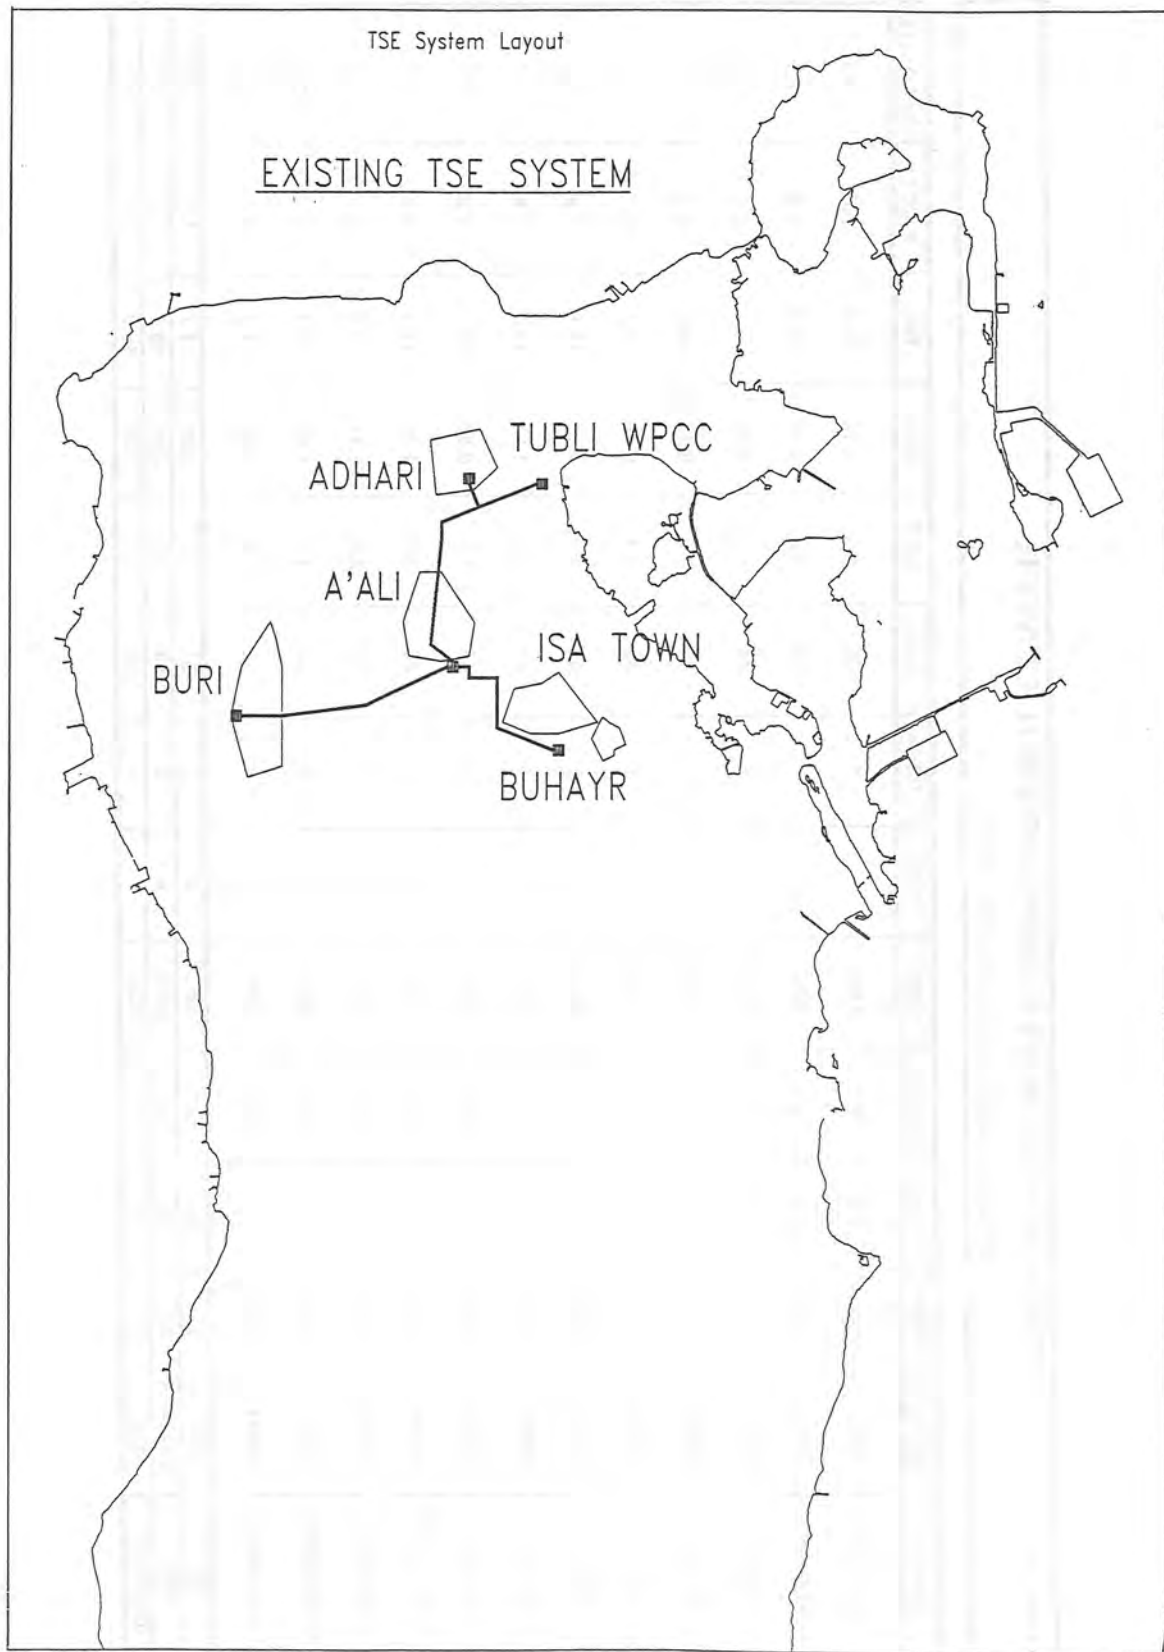 TSE System Layout
EXISTING TSE SYSTEM
TUBLI WPCC
ADHARI
A'ALI
ISA TOWN
BURI
BUHAYR